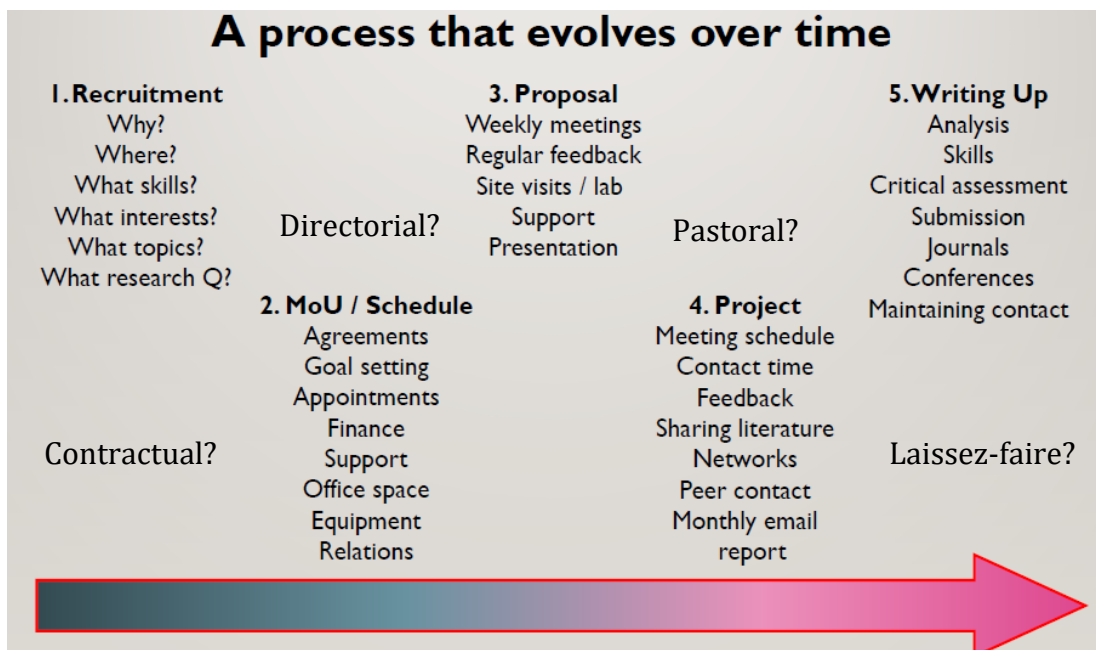 A process that evolves over time
1. Recruitment
Why?
Where?
What skills?
What interests?
What topics?
What research Q?
Contractual?
2. MoU / Schedule
Agreements
Goal setting
Appointments
Finance
Support
Office space
Equipment
Relations
Directorial?
3. Proposal
Weekly meetings
Regular feedback
Site visits / lab
Support
Presentation
Pastoral?
4. Project
Meeting schedule
Contact time
Feedback
Sharing literature
Networks
Peer contact
Monthly email
report
5. Writing Up
Analysis
Skills
Critical assessment
Submission
Journals
Conferences
Maintaining contact
Laissez-faire?